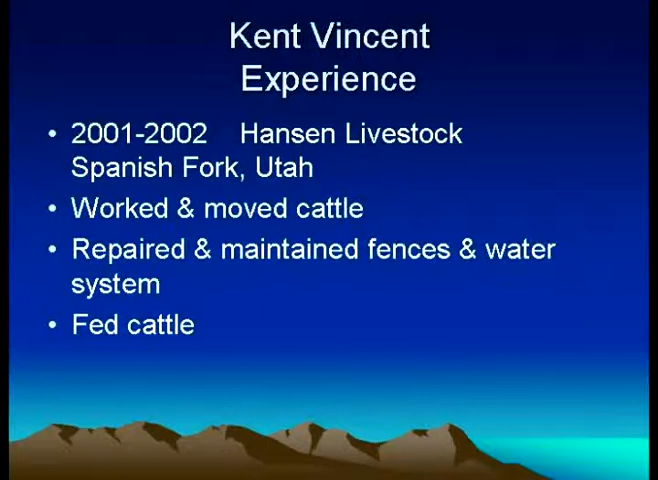 Kent Vincent
Experience
• 2001-2002 Hansen Livestock
Spanish Fork, Utah
• Worked & moved cattle
• Repaired & maintained fences & water
system
• Fed cattle